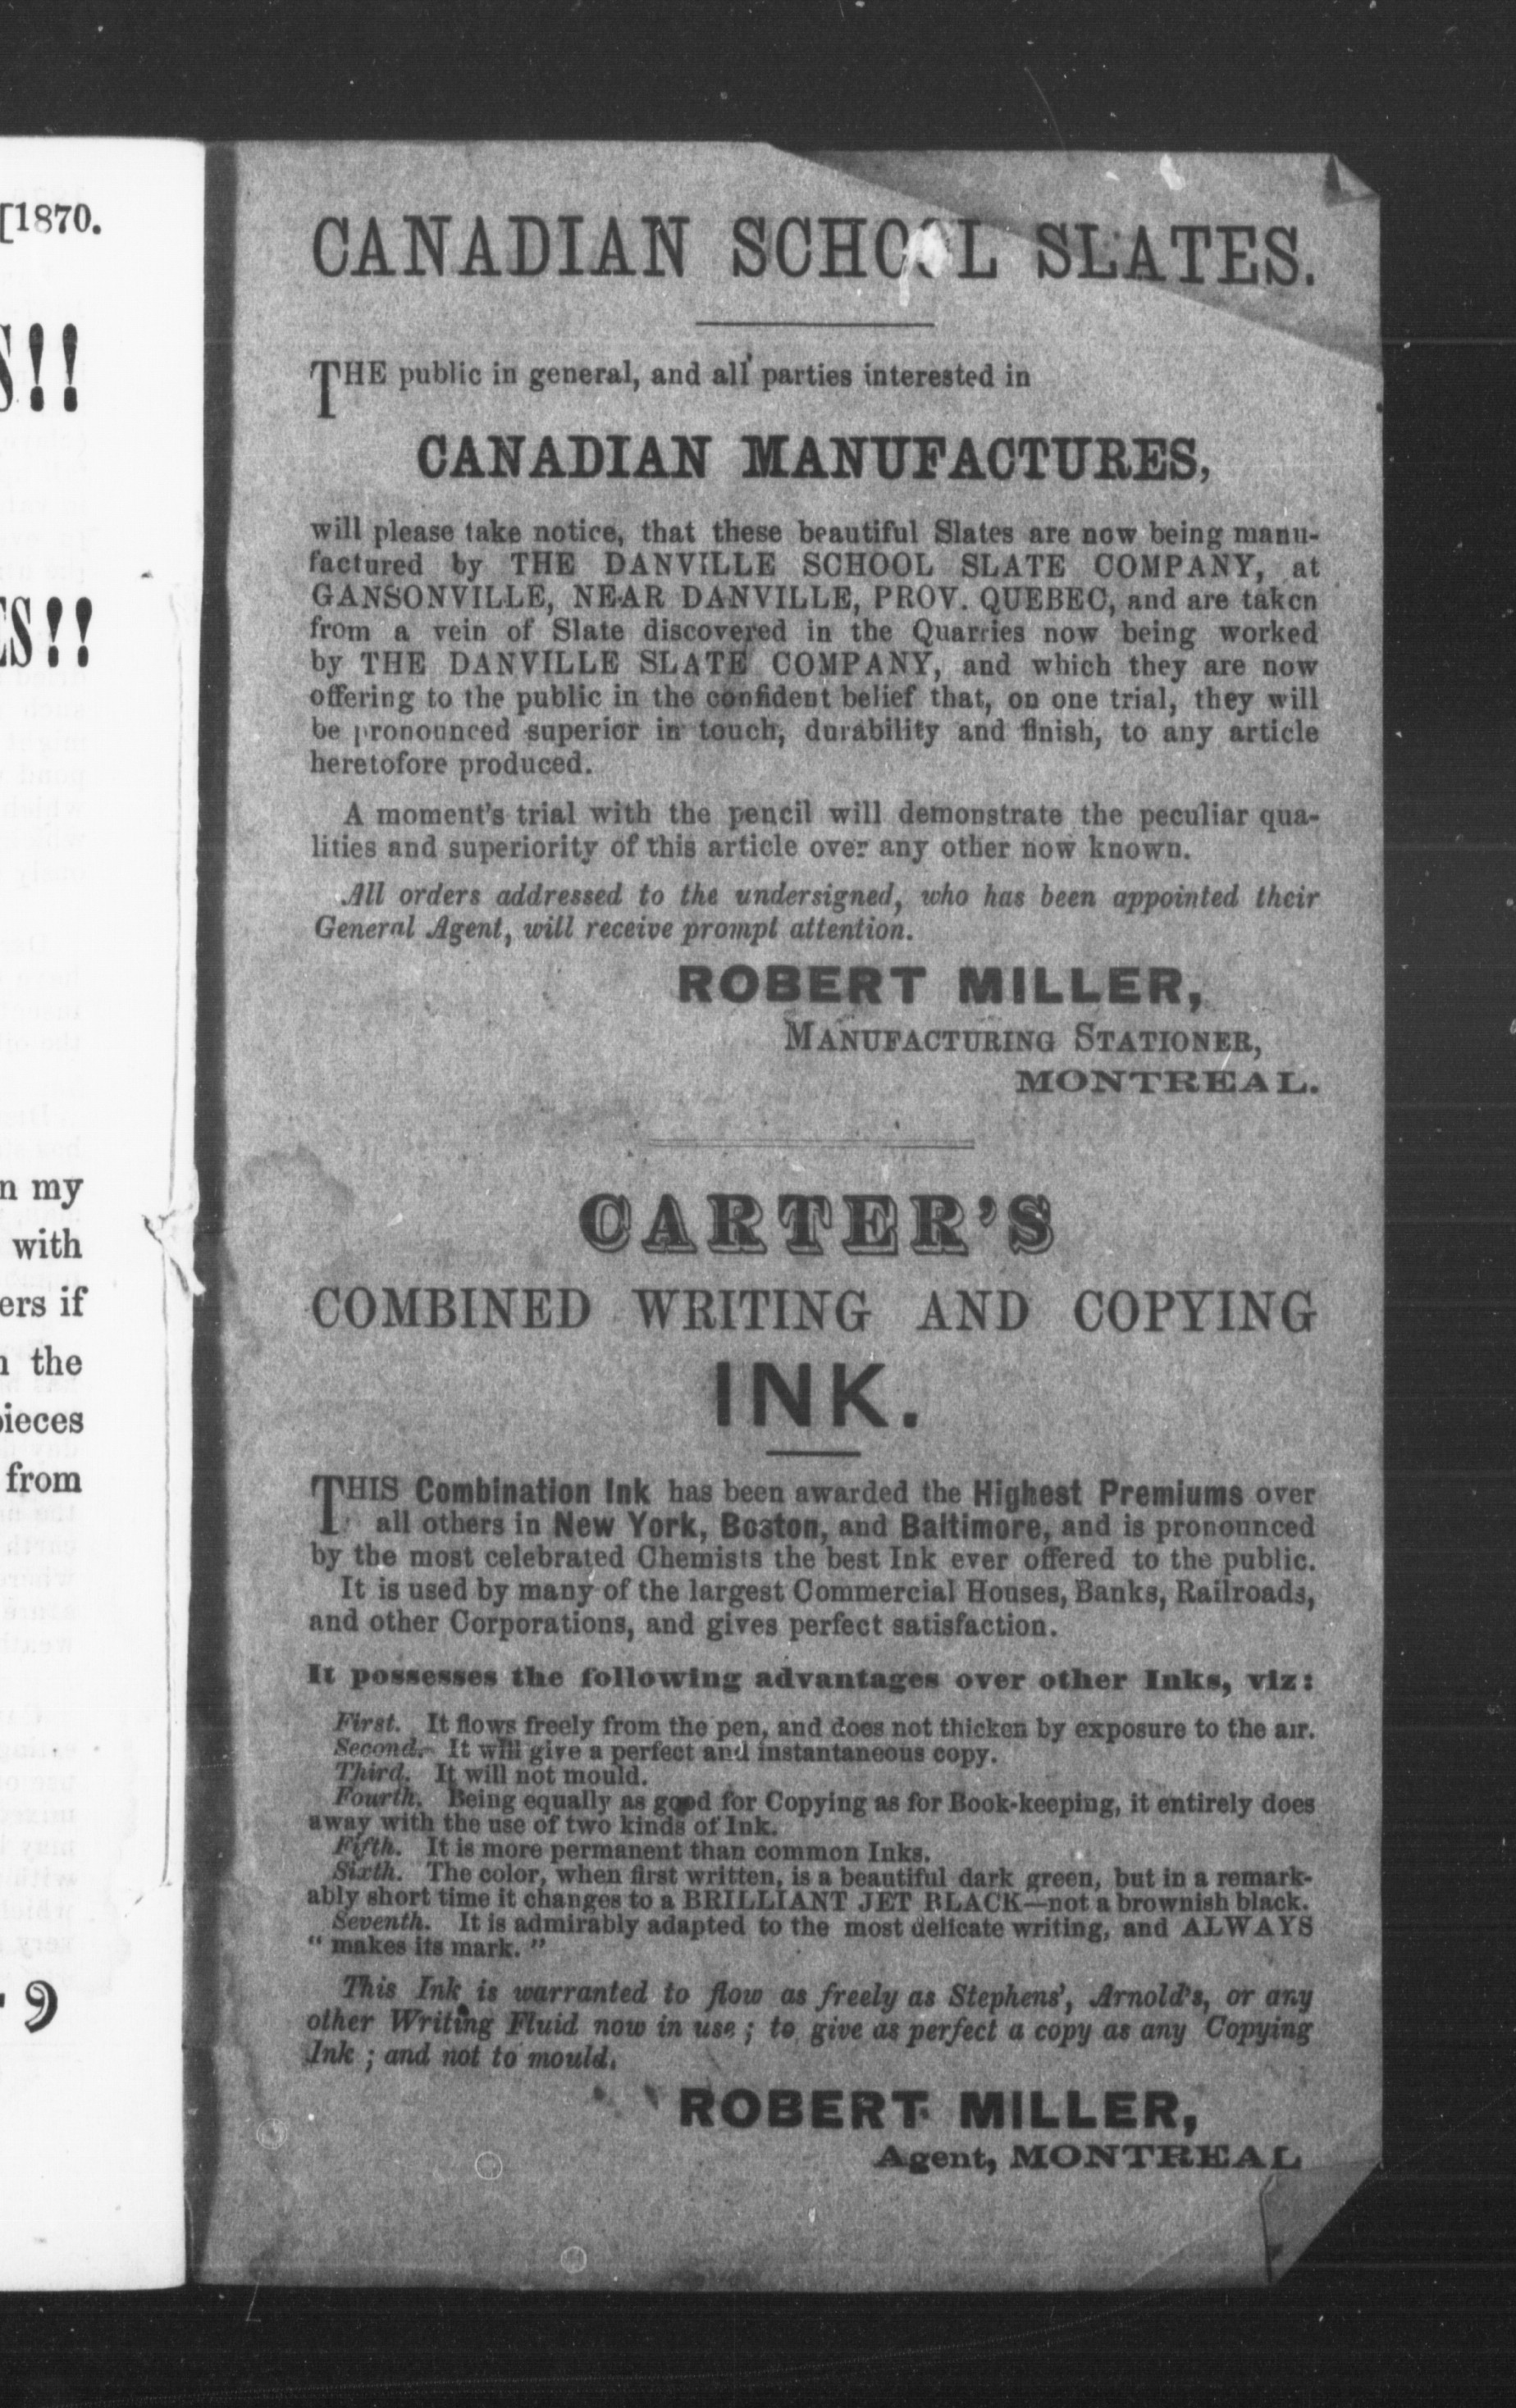 [1870.
S!!
ES!!
n my
with
ers if
n the
pieces
from
9
CANADIAN SCHOOL SLATES.
THE public in general, and all parties interested in
CANADIAN MANUFACTURES,
will please take notice, that these beautiful Slates are now being manu-
factured by THE DANVILLE SCHOOL SLATE COMPANY, at
GANSONVILLE, NEAR DANVILLE, PROV. QUEBEC, and are taken
from a vein of Slate discovered in the Quarries now being worked
by THE DANVILLE SLATE COMPANY, and which they are now
offering to the public in the confident belief that, on one trial, they will
be pronounced superior in touch, durability and finish, to any article
heretofore produced.
A moment's trial with the pencil will demonstrate the peculiar qua-
lities and superiority of this article over any other now known.
All orders addressed to the undersigned, who has been appointed their
General Agent, will receive prompt attention.
ROBERT MILLER,
MANUFACTURING STATIONER,
MONTREAL.
CARTER'S
COMBINED WRITING AND COPYING
INK.
THIS Combination Ink has been awarded the Highest Premiums over
all others in New York, Boston, and Baltimore, and is pronounced
by the most celebrated Chemists the best Ink ever offered to the public.
It is used by many of the largest Commercial Houses, Banks, Railroads,
and other Corporations, and gives perfect satisfaction.
It possesses the following advantages over other Inks, viz:
First. It flows freely from the pen, and does not thicken by exposure to the air.
Second. It will give a perfect and instantaneous copy.
Third. It will not mould.
Fourth. Being equally as good for Copying as for Book-keeping, it entirely does
away with the use of two kinds of Ink.
Fifth. It is more permanent than common Inks.
Sixth. The color, when first written, is a beautiful dark green, but in a remark-
ably short time it changes to a BRILLIANT JET BLACK—not a brownish black.
Seventh. It is admirably adapted to the most delicate writing, and ALWAYS
" makes its mark. "
This Ink is warranted to flow as freely as Stephens', Arnold's, or any
other Writing Fluid now in use ; to give as perfect a copy as any Copying
Ink ; and not to mould.
ROBERT MILLER,
Agent, MONTREAL